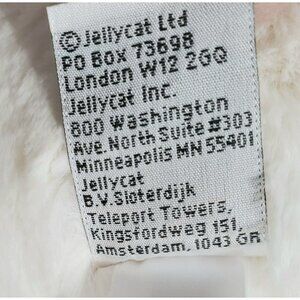 © Jellycat Ltd
PO Box 73698
London W12 2GQ
Jellycat Inc.
800 Washington
Ave.North Suite #303
Minneapolis MN 55401
Jellycat
B.V.Sloterdijk
Teleport Towers,
Kingsfordweg 151,
Amsterdam, 1043 GR